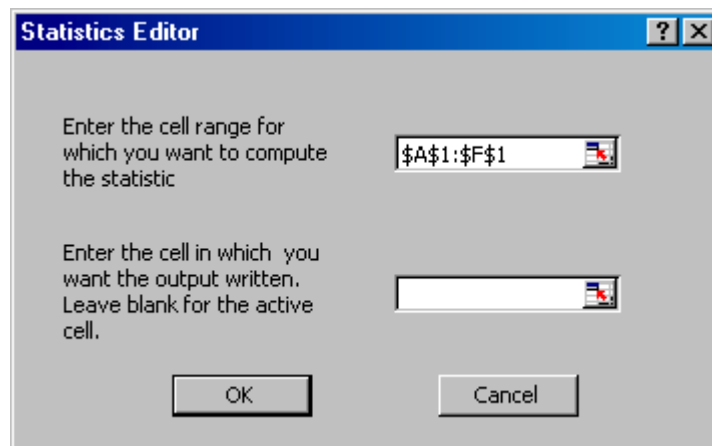 Statistics Editor
Enter the cell range for
which you want to compute
the statistic
$A$1:$F$1
Enter the cell in which you
want the output written.
Leave blank for the active
cell.
OK
Cancel